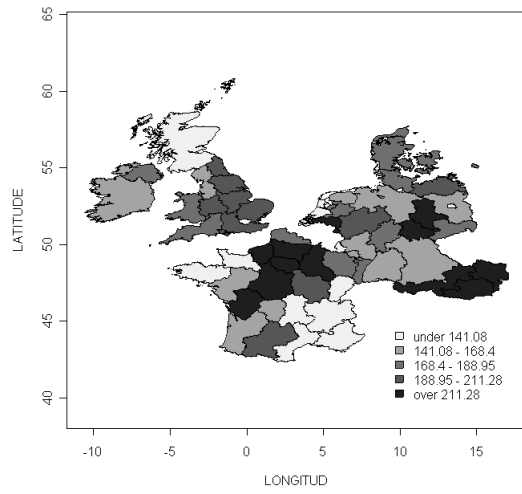 65
60
55
50
45
40
LATITUDE
under 141.08
141.08 - 168.4
168.4 - 188.95
188.95 - 211.28
over 211.28
-10 -5 0 5 10 15
LONGITUD